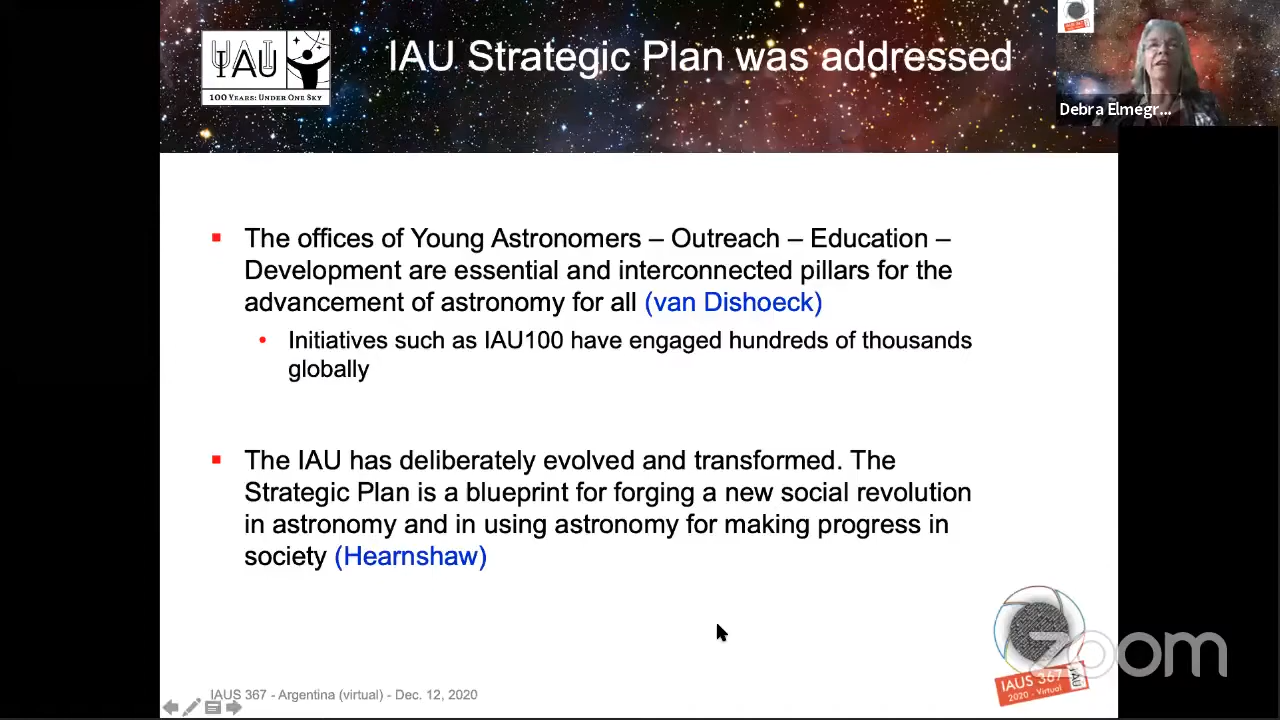 IAU
100 Years: Under One Sky
IAU Strategic Plan was addressed
Debra Elmegr...
The offices of Young Astronomers – Outreach – Education –
Development are essential and interconnected pillars for the
advancement of astronomy for all (van Dishoeck)
Initiatives such as IAU100 have engaged hundreds of thousands
globally
The IAU has deliberately evolved and transformed. The
Strategic Plan is a blueprint for forging a new social revolution
in astronomy and in using astronomy for making progress in
society (Hearnshaw)
zoom
IAUS 367
2020 - Virtual
IAU
IAUS 367 - Argentina (virtual) - Dec. 12, 2020